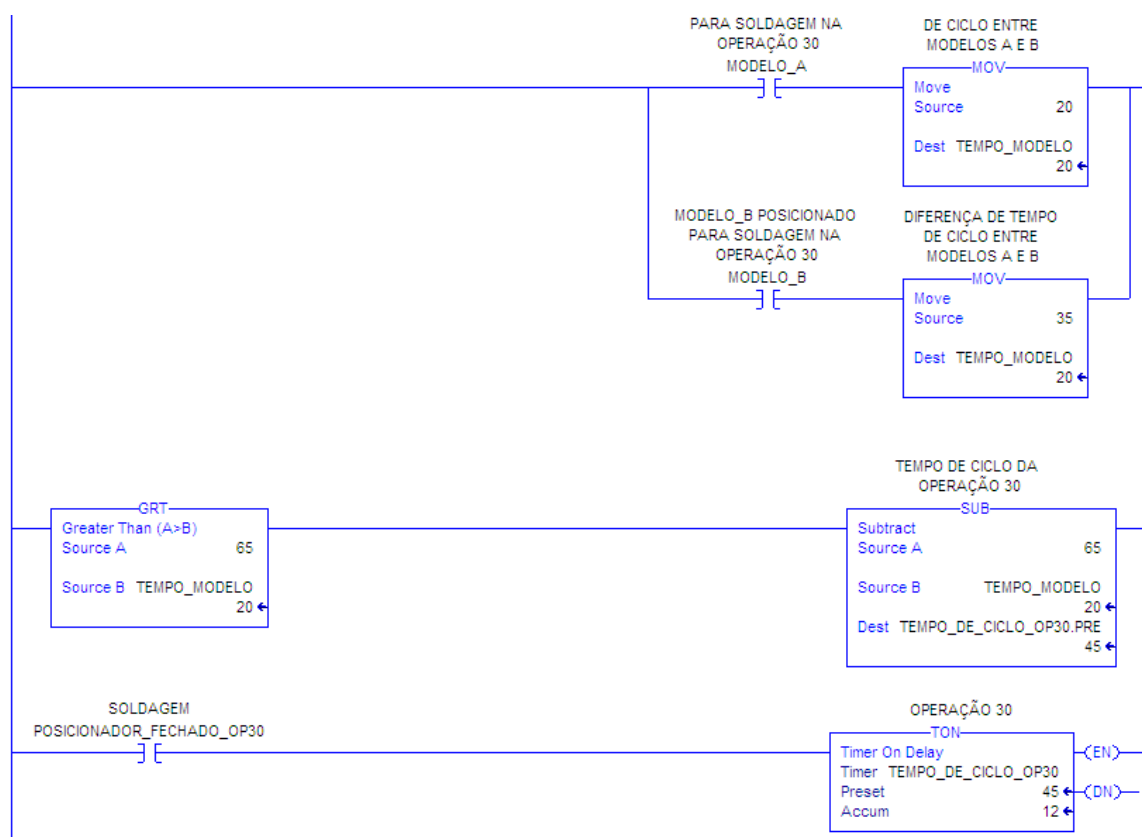 PARA SOLDAGEM NA
OPERAÇÃO 30
MODELO_A
DE CICLO ENTRE
MODELOS A E B
MOV
Move
Source 20
Dest TEMPO_MODELO
20
MODELO_B POSICIONADO
PARA SOLDAGEM NA
OPERAÇÃO 30
MODELO_B
DIFERENÇA DE TEMPO
DE CICLO ENTRE
MODELOS A E B
MOV
Move
Source 35
Dest TEMPO_MODELO
20
GRT
Greater Than (A>B)
Source A 65
Source B TEMPO_MODELO
20
TEMPO DE CICLO DA
OPERAÇÃO 30
SUB
Subtract
Source A 65
Source B TEMPO_MODELO
20
Dest TEMPO_DE_CICLO_OP30.PRE
45
SOLDAGEM
POSICIONADOR_FECHADO_OP30
OPERAÇÃO 30
TON
Timer On Delay (EN)
Timer TEMPO_DE_CICLO_OP30
Preset 45 (DN)
Accum 12